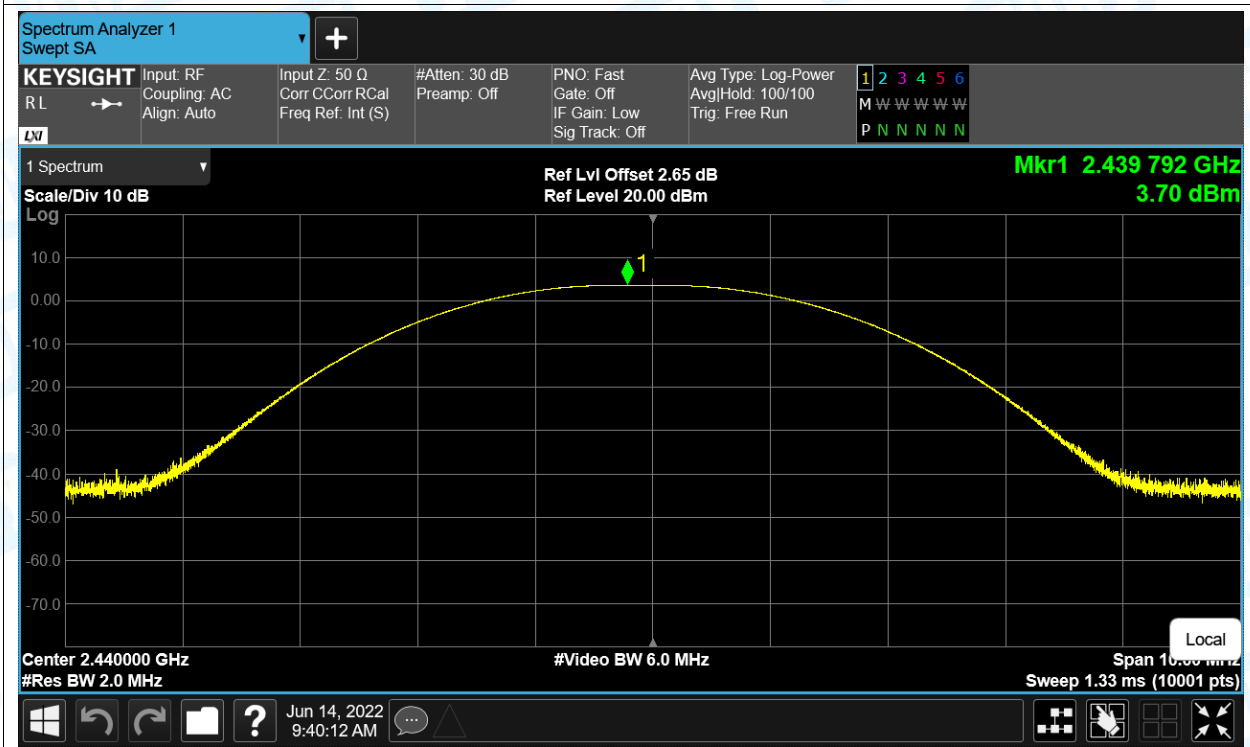 Spectrum Analyzer 1
Swept SA
KEYSIGHT
R L
LXI
Input: RF
Coupling: AC
Align: Auto
Input Z: 50 Ω
Corr CCorr RCal
Freq Ref: Int (S)
#Atten: 30 dB
Preamp: Off
PNO: Fast
Gate: Off
IF Gain: Low
Sig Track: Off
Avg Type: Log-Power
Avg|Hold: 100/100
Trig: Free Run
1 2 3 4 5 6
M W W W W W
P N N N N N
1 Spectrum
Scale/Div 10 dB
Log
Ref Lvl Offset 2.65 dB
Ref Level 20.00 dBm
Mkr1 2.439 792 GHz
3.70 dBm
1
10.0
0.00
-10.0
-20.0
-30.0
-40.0
-50.0
-60.0
-70.0
Local
Center 2.440000 GHz
#Video BW 6.0 MHz
Span
#Res BW 2.0 MHz
Sweep 1.33 ms (10001 pts)
?
Jun 14, 2022
9:40:12 AM